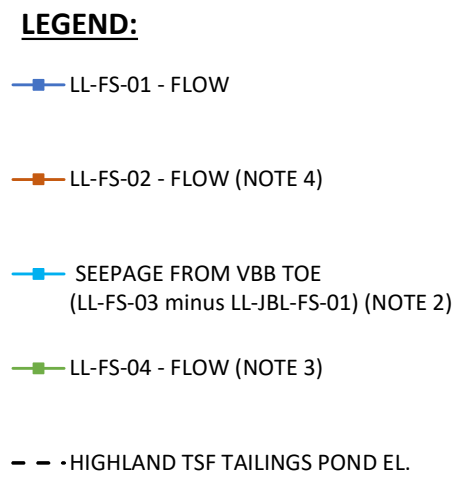 LEGEND:
LL-FS-01 - FLOW
LL-FS-02 - FLOW (NOTE 4)
SEEPAGE FROM VBB TOE
(LL-FS-03 minus LL-JBL-FS-01) (NOTE 2)
LL-FS-04 - FLOW (NOTE 3)
HIGHLAND TSF TAILINGS POND EL.